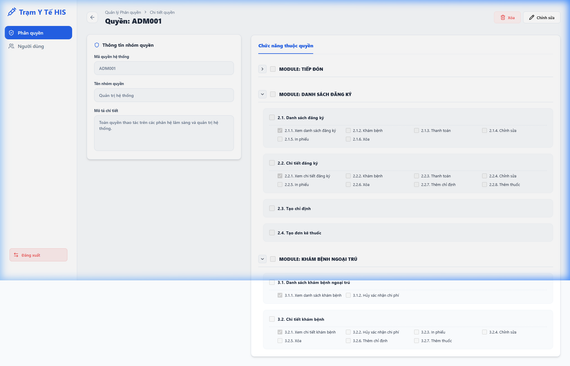 Trạm Y Tế HIS
Phân quyền
Người dùng
Đăng xuất
Quản lý Phân quyền > Chi tiết quyền
Quyền: ADM001
Xóa
Chỉnh sửa
Thông tin nhóm quyền
Mã quyền hệ thống
ADM001
Tên nhóm quyền
Quản trị hệ thống
Mô tả chi tiết
Toàn quyền thao tác trên các phân hệ lâm sàng và quản trị hệ thống.
Chức năng thuộc quyền
MODULE: TIẾP ĐÓN
MODULE: DANH SÁCH ĐĂNG KÝ
2.1. Danh sách đăng ký
2.1.1. Xem danh sách đăng ký 2.1.2. Khám bệnh 2.1.3. Thanh toán 2.1.4. Chỉnh sửa
2.1.5. In phiếu 2.1.6. Xóa
2.2. Chi tiết đăng ký
2.2.1. Xem chi tiết đăng ký 2.2.2. Khám bệnh 2.2.3. Thanh toán 2.2.4. Chỉnh sửa
2.2.5. In phiếu 2.2.6. Xóa 2.2.7. Thêm chỉ định 2.2.8. Thêm thuốc
2.3. Tạo chỉ định
2.4. Tạo đơn kê thuốc
MODULE: KHÁM BỆNH NGOẠI TRÚ
3.1. Danh sách khám bệnh ngoại trú
3.1.1. Xem danh sách khám bệnh 3.1.2. Hủy xác nhận chi phí
3.2. Chi tiết khám bệnh
3.2.1. Xem chi tiết khám bệnh 3.2.2. Hủy xác nhận chi phí 3.2.3. In phiếu 3.2.4. Chỉnh sửa
3.2.5. Xóa 3.2.6. Thêm chỉ định 3.2.7. Thêm thuốc